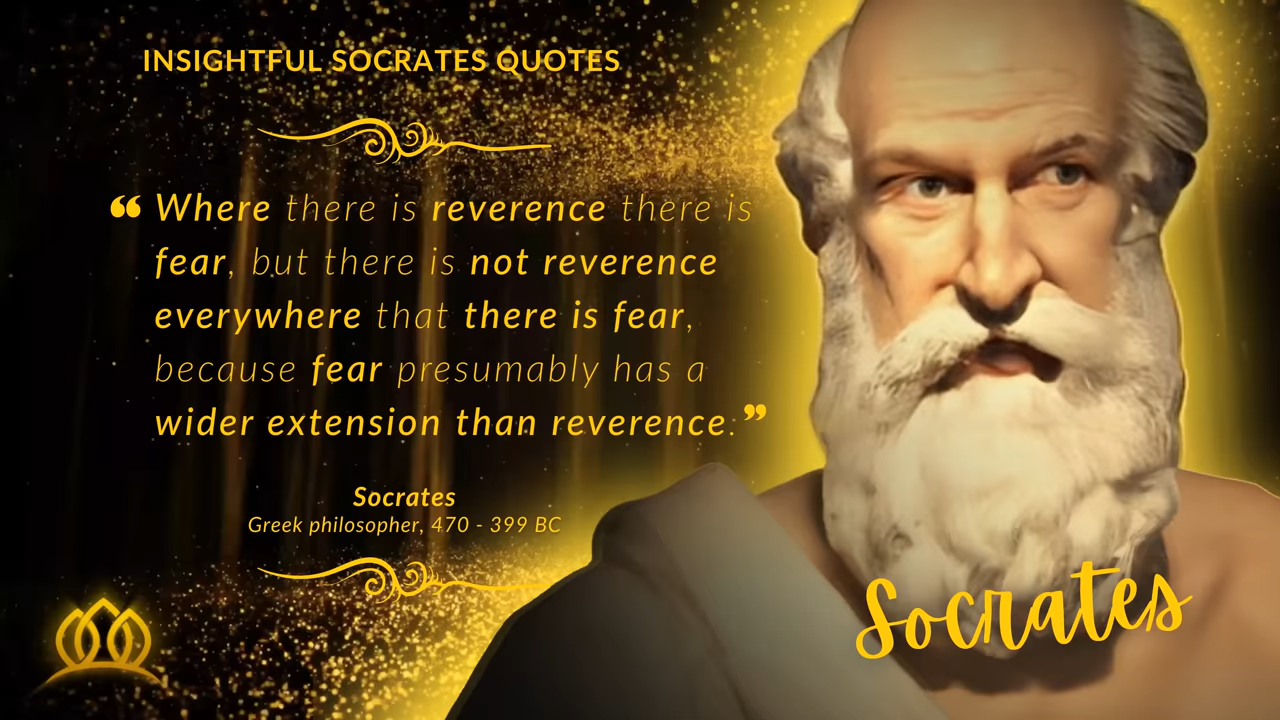 INSIGHTFUL SOCRATES QUOTES
“Where there is reverence there is
fear, but there is not reverence
everywhere that there is fear,
because fear presumably has a
wider extension than reverence.”
Socrates
Greek philosopher, 470 - 399 BC
Socrates